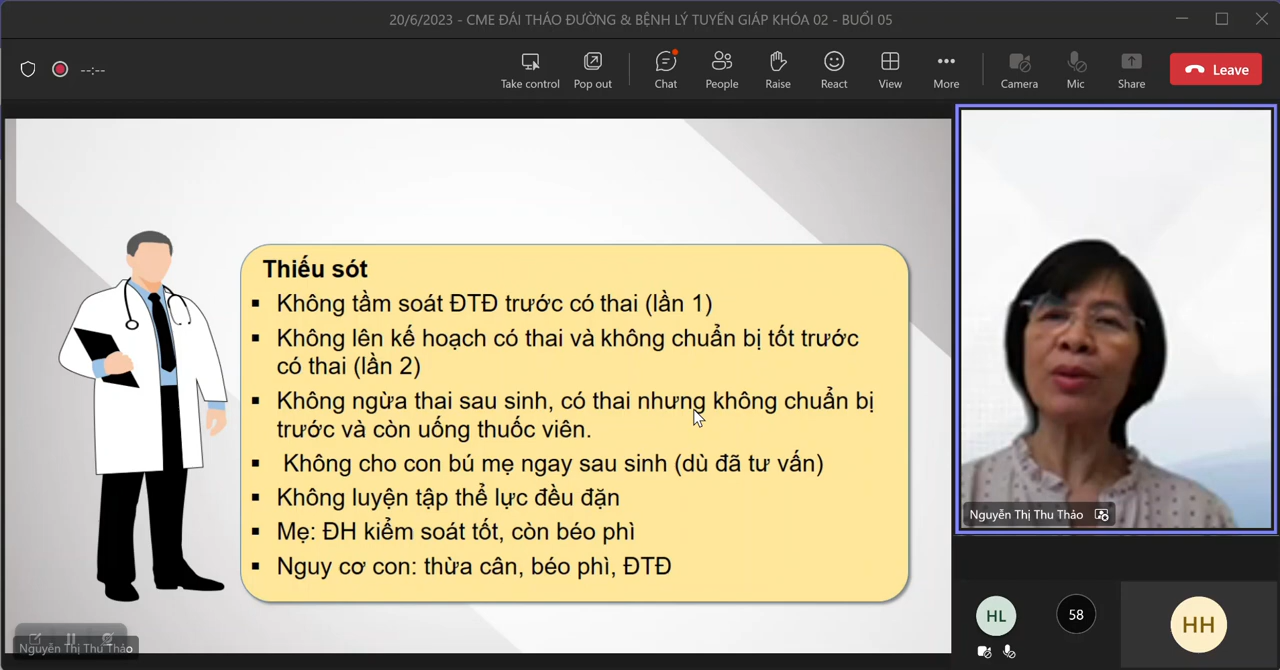 20/6/2023 - CME ĐÁI THÁO ĐƯỜNG & BỆNH LÝ TUYẾN GIÁP KHÓA 02 - BUỔI 05
--:--
Take control
Pop out
Chat
People
Raise
React
View
More
Camera
Mic
Share
Leave
Thiếu sót
▪ Không tầm soát ĐTĐ trước có thai (lần 1)
▪ Không lên kế hoạch có thai và không chuẩn bị tốt trước
có thai (lần 2)
▪ Không ngừa thai sau sinh, có thai nhưng không chuẩn bị
trước và còn uống thuốc viên.
▪ Không cho con bú mẹ ngay sau sinh (dù đã tư vấn)
▪ Không luyện tập thể lực đều đặn
▪ Mẹ: ĐH kiểm soát tốt, còn béo phì
▪ Nguy cơ con: thừa cân, béo phì, ĐTĐ
Nguyễn Thị Thu Thảo
Nguyễn Thị Thu Thảo
HL
58
HH